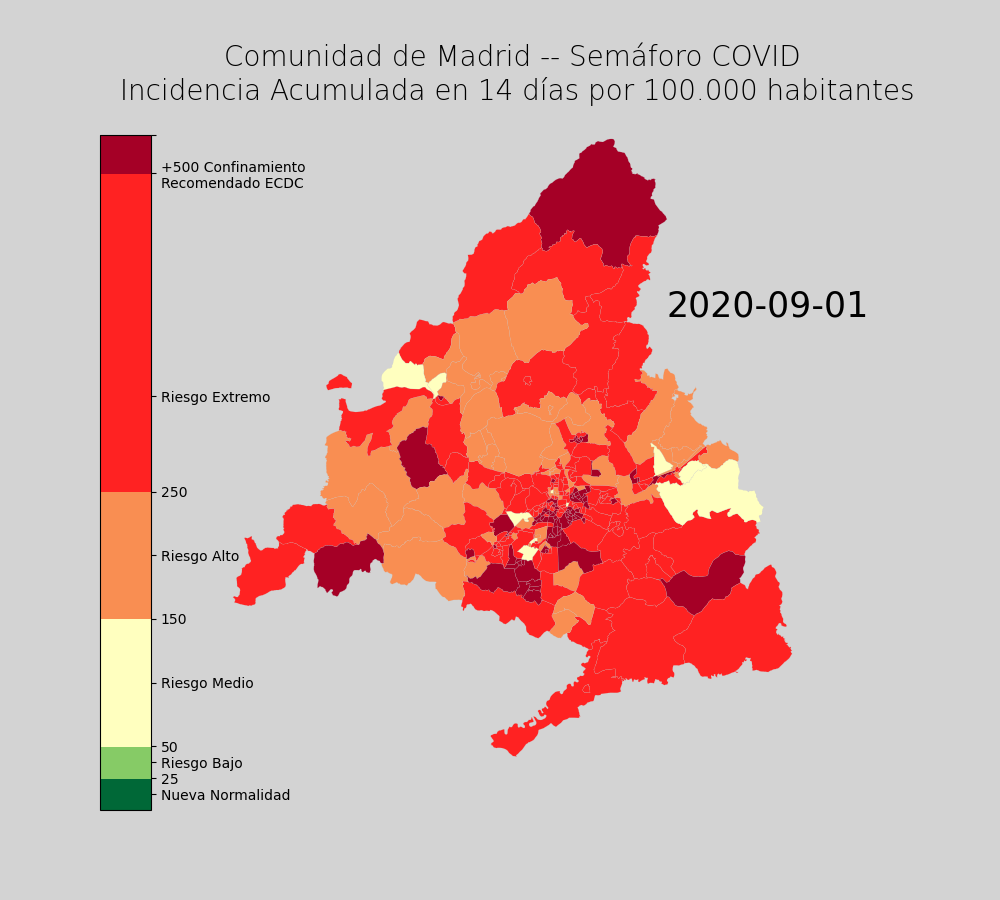 Comunidad de Madrid -- Semáforo COVID
Incidencia Acumulada en 14 días por 100.000 habitantes
+500 Confinamiento
Recomendado ECDC
2020-09-01
Riesgo Extremo
250
Riesgo Alto
150
Riesgo Medio
50
Riesgo Bajo
25
Nueva Normalidad